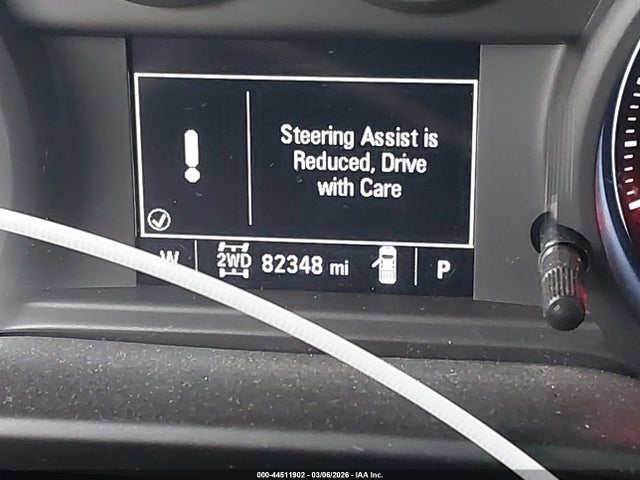 Steering Assist is
Reduced, Drive
with Care
W 2WD 82348 mi P
000-44511902 - 03/06/2026 - IAA Inc.